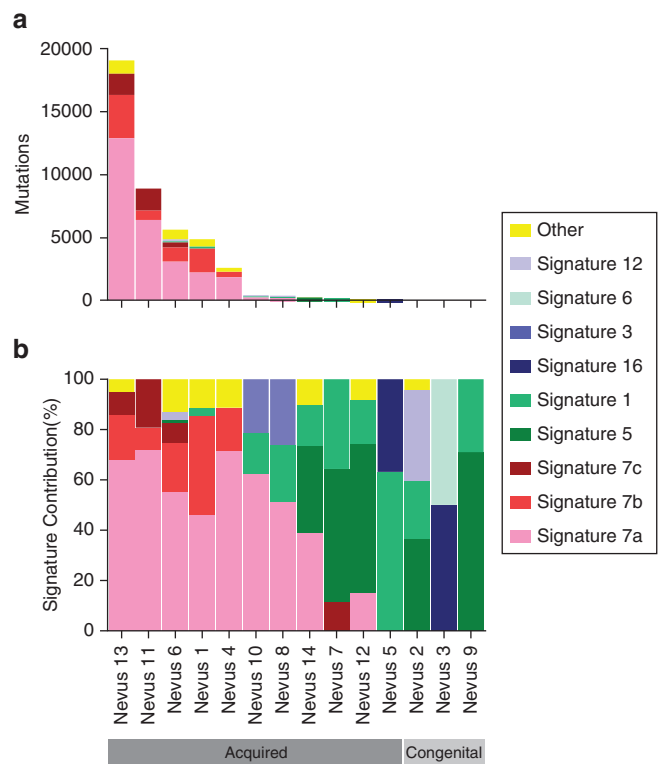 a
20000
15000
10000
5000
0
Mutations
b
100
80
60
40
20
0
Signature Contribution(%)
Nevus 13
Nevus 11
Nevus 6
Nevus 1
Nevus 4
Nevus 10
Nevus 8
Nevus 14
Nevus 7
Nevus 12
Nevus 5
Nevus 2
Nevus 3
Nevus 9
Acquired
Congenital
Other
Signature 12
Signature 6
Signature 3
Signature 16
Signature 1
Signature 5
Signature 7c
Signature 7b
Signature 7a